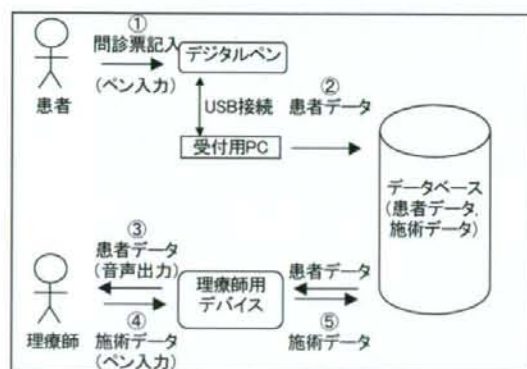 ①
問診票記入
(ペン入力)
患者
デジタルペン
USB接続
受付用PC
②
患者データ
データベース
(患者データ,
施術データ)
③
患者データ
(音声出力)
理療師
④
施術データ
(ペン入力)
理療師用
デバイス
患者データ
⑤
施術データ